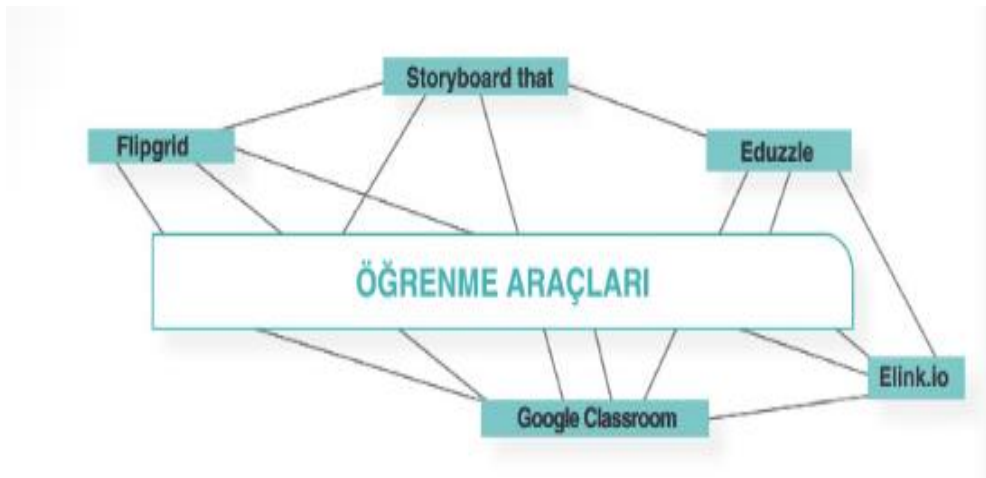 Storyboard that
Flipgrid
Eduzzle
ÖĞRENME ARAÇLARI
Elink.io
Google Classroom